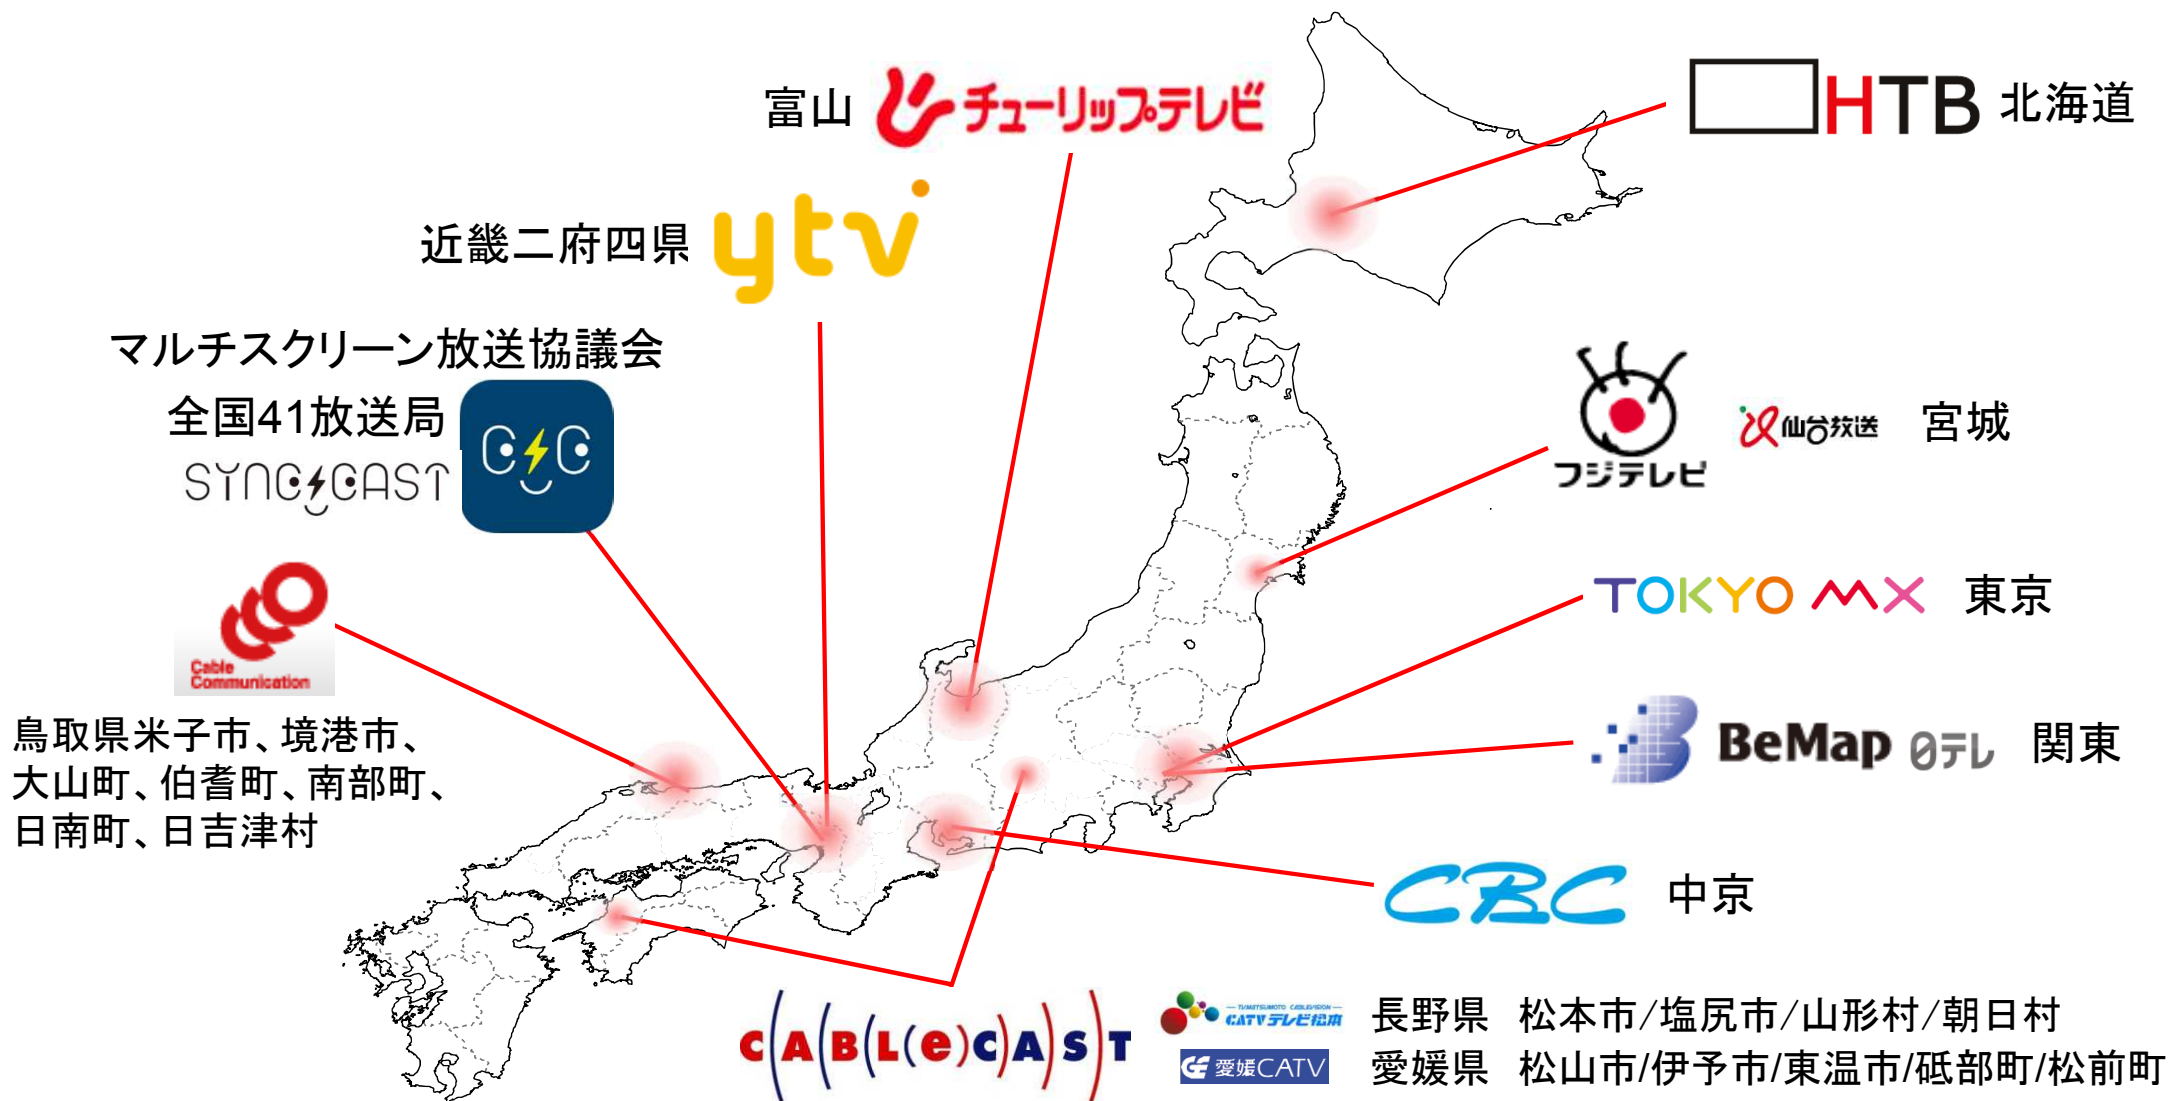 富山 チューリップテレビ
HTB 北海道
近畿二府四県 ytv
マルチスクリーン放送協議会
全国41放送局
SYNCCAST
CC
フジテレビ 仙台放送 宮城
TOKYO MX 東京
Cable
Communication
BeMap 日テレ 関東
鳥取県米子市、境港市、
大山町、伯耆町、南部町、
日南町、日吉津村
CBC 中京
C(A(B(L(e)C)A)S)T
CATVテレビ松本 長野県 松本市/塩尻市/山形村/朝日村
愛媛CATV 愛媛県 松山市/伊予市/東温市/砥部町/松前町